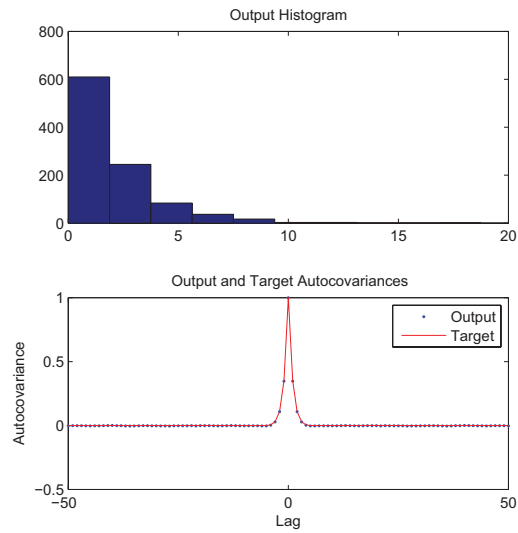 Output Histogram
800
600
400
200
0
0 5 10 15 20
Output and Target Autocovariances
1
0.5
0
−0.5
Autocovariance
Output
Target
−50 0 50
Lag